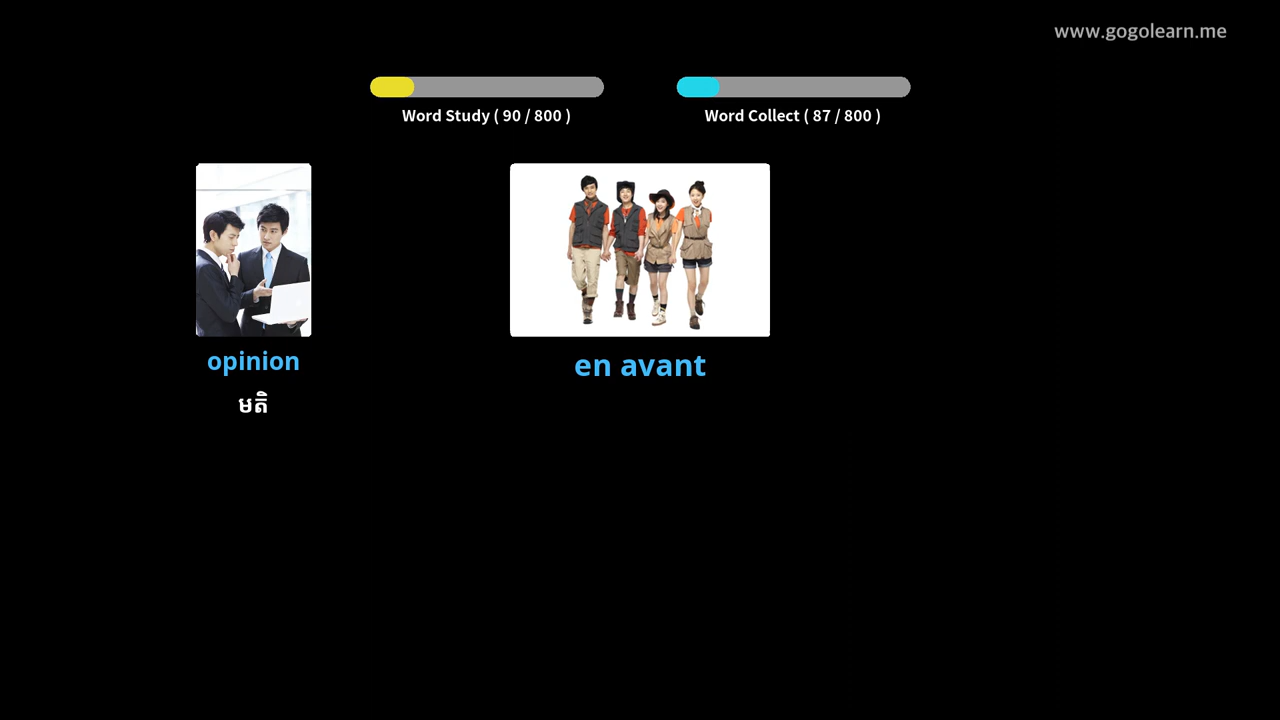 www.gogolearn.me
Word Study ( 90 / 800 )
Word Collect ( 87 / 800 )
opinion
មតិ
en avant